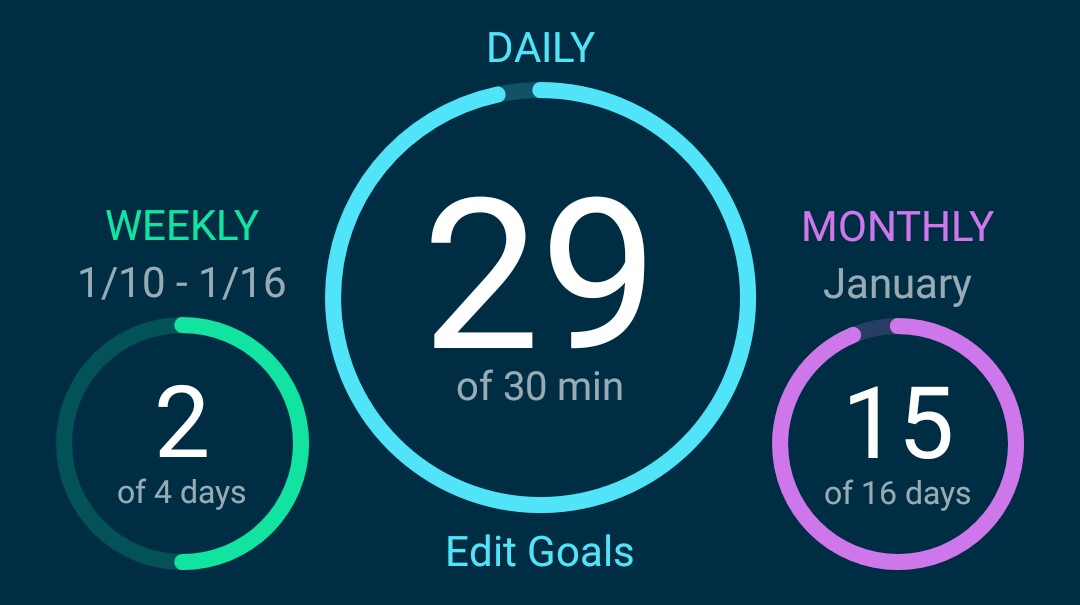 DAILY
29
of 30 min
Edit Goals
WEEKLY
1/10 - 1/16
2
of 4 days
MONTHLY
January
15
of 16 days